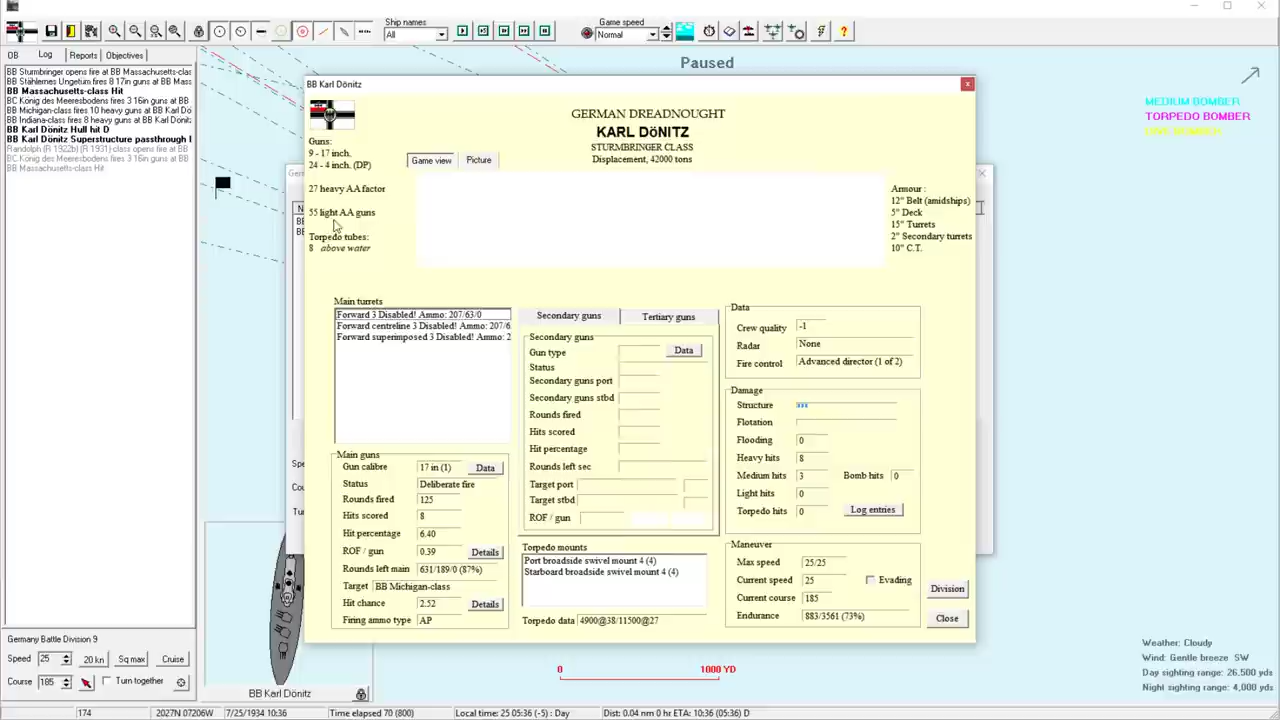 Ship names
All
Game speed
Normal
OB
Log
Reports
Objectives
BB Sturmbringer opens fire at BB Massachusetts-clas
BB Stählernes Ungetüm fires 8 17in guns at BB Mass
BB Massachusetts-class Hit
BC König des Meeresbodens fires 3 16in guns at BB
BB Michigan-class fires 10 heavy guns at BB Karl Dö
BB Indiana-class fires 8 heavy guns at BB Karl Dönitz
BB Karl Dönitz Hull hit D
BB Karl Dönitz Superstructure passthrough
Randolph (R 1922b) (R 1931) class opens fire at
BC König des Meeresbodens fires 3 16in guns at BB
BB Massachusetts-class Hit
Paused
MEDIUM BOMBER
TORPEDO BOMBER
DIVE BOMBER
BB Karl Dönitz
GERMAN DREADNOUGHT
KARL DöNITZ
STURMBRINGER CLASS
Displacement, 42000 tons
Guns:
9 - 17 inch.
24 - 4 inch. (DP)
27 heavy AA factor
55 light AA guns
Torpedo tubes:
8 above water
Game view
Picture
Armour :
12" Belt (amidships)
5" Deck
15" Turrets
2" Secondary turrets
10" C.T.
Main turrets
Forward 3 Disabled! Ammo: 207/63/0
Forward centreline 3 Disabled! Ammo: 207/6
Forward superimposed 3 Disabled! Ammo: 2
Main guns
Gun calibre 17 in (1) Data
Status Deliberate fire
Rounds fired 125
Hits scored 8
Hit percentage 6.40
ROF / gun 0.39 Details
Rounds left main 631/189/0 (87%)
Target BB Michigan-class
Hit chance 2.52 Details
Firing ammo type AP
Secondary guns
Tertiary guns
Secondary guns
Gun type Data
Status
Secondary guns port
Secondary guns stbd
Rounds fired
Hits scored
Hit percentage
Rounds left sec
Target port
Target stbd
ROF / gun
Torpedo mounts
Port broadside swivel mount 4 (4)
Starboard broadside swivel mount 4 (4)
Torpedo data 4900@38/11500@27
Data
Crew quality -1
Radar None
Fire control Advanced director (1 of 2)
Damage
Structure
Flotation
Flooding 0
Heavy hits 8
Medium hits 3 Bomb hits 0
Light hits 0
Torpedo hits 0 Log entries
Maneuver
Max speed 25/25
Current speed 25 Evading
Current course 185
Endurance 883/3561 (73%)
Division
Close
Germany Battle Division 9
Speed 25 20 kn Sq max Cruise
Course 185 Turn together
BB Karl Dönitz
0 1000 YD
Weather: Cloudy
Wind: Gentle breeze SW
Day sighting range: 26,500 yds
Night sighting range: 4,000 yds
174 2027N 07206W 7/25/1934 10:36 Time elapsed 70 (800) Local time: 25 05:36 (-5) : Day Dist: 0.04 nm 0 hr ETA: 10:36 (05:36) D